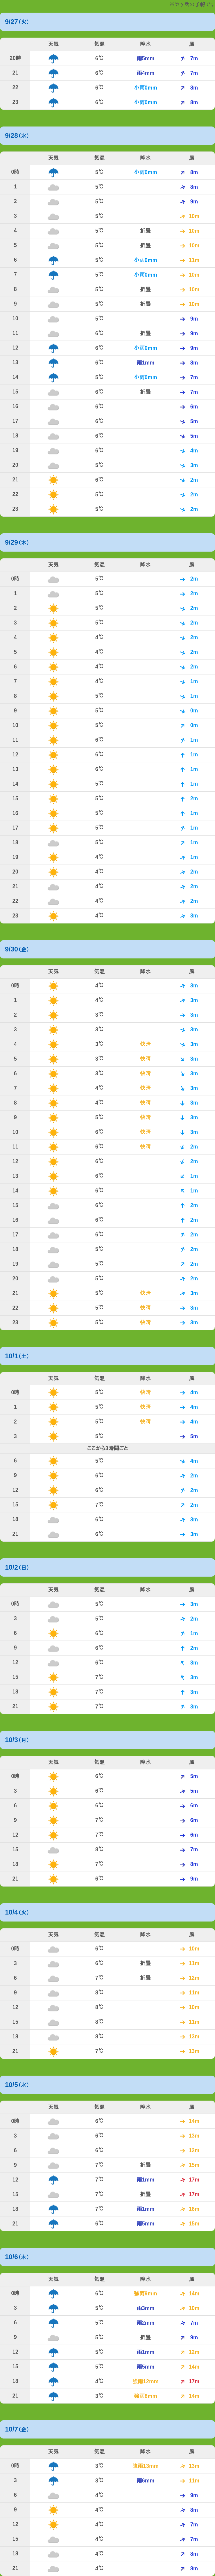 9/27(火)
天気 気温 降水 風
20時 6℃ 雨5mm 7m
21 6℃ 雨4mm 7m
22 6℃ 小雨0mm 8m
23 6℃ 小雨0mm 8m
9/28(水)
天気 気温 降水 風
0時 5℃ 小雨0mm 8m
1 5℃ 8m
2 5℃ 9m
3 5℃ 10m
4 5℃ 折畳 10m
5 5℃ 折畳 10m
6 5℃ 小雨0mm 11m
7 5℃ 小雨0mm 10m
8 5℃ 折畳 10m
9 5℃ 折畳 10m
10 5℃ 9m
11 5℃ 折畳 9m
12 6℃ 小雨0mm 9m
13 6℃ 雨1mm 8m
14 5℃ 小雨0mm 7m
15 6℃ 折畳 7m
16 6℃ 6m
17 6℃ 5m
18 6℃ 5m
19 6℃ 4m
20 5℃ 3m
21 6℃ 2m
22 5℃ 2m
23 5℃ 2m
9/29(木)
天気 気温 降水 風
0時 5℃ 2m
1 5℃ 2m
2 5℃ 2m
3 5℃ 2m
4 4℃ 2m
5 4℃ 2m
6 4℃ 2m
7 4℃ 1m
8 5℃ 1m
9 5℃ 0m
10 5℃ 0m
11 6℃ 1m
12 6℃ 1m
13 6℃ 1m
14 5℃ 1m
15 5℃ 2m
16 5℃ 1m
17 5℃ 1m
18 5℃ 1m
19 4℃ 1m
20 4℃ 2m
21 4℃ 2m
22 4℃ 2m
23 4℃ 3m
9/30(金)
天気 気温 降水 風
0時 4℃ 3m
1 4℃ 3m
2 3℃ 3m
3 3℃ 3m
4 3℃ 快晴 3m
5 3℃ 快晴 3m
6 3℃ 快晴 3m
7 4℃ 快晴 3m
8 4℃ 快晴 3m
9 5℃ 快晴 3m
10 6℃ 快晴 3m
11 6℃ 快晴 2m
12 6℃ 2m
13 6℃ 1m
14 6℃ 1m
15 6℃ 2m
16 6℃ 2m
17 6℃ 2m
18 5℃ 2m
19 5℃ 2m
20 5℃ 2m
21 5℃ 快晴 3m
22 5℃ 快晴 3m
23 5℃ 快晴 3m
10/1(土)
天気 気温 降水 風
0時 5℃ 快晴 4m
1 5℃ 快晴 4m
2 5℃ 快晴 4m
3 5℃ 5m
ここから3時間ごと
6 5℃ 4m
9 6℃ 2m
12 6℃ 2m
15 7℃ 2m
18 6℃ 3m
21 6℃ 3m
10/2(日)
天気 気温 降水 風
0時 5℃ 3m
3 5℃ 2m
6 6℃ 1m
9 6℃ 2m
12 6℃ 3m
15 7℃ 3m
18 7℃ 3m
21 7℃ 3m
10/3(月)
天気 気温 降水 風
0時 6℃ 5m
3 6℃ 5m
6 6℃ 6m
9 7℃ 6m
12 7℃ 6m
15 8℃ 7m
18 7℃ 8m
21 6℃ 9m
10/4(火)
天気 気温 降水 風
0時 6℃ 10m
3 6℃ 折畳 11m
6 7℃ 折畳 12m
9 8℃ 11m
12 8℃ 10m
15 8℃ 11m
18 8℃ 13m
21 7℃ 13m
10/5(水)
天気 気温 降水 風
0時 6℃ 14m
3 6℃ 13m
6 6℃ 12m
9 7℃ 折畳 15m
12 7℃ 雨1mm 17m
15 7℃ 折畳 17m
18 7℃ 雨1mm 16m
21 6℃ 雨5mm 15m
10/6(木)
天気 気温 降水 風
0時 6℃ 強雨9mm 14m
3 5℃ 雨3mm 10m
6 5℃ 雨2mm 7m
9 5℃ 折畳 9m
12 5℃ 雨1mm 12m
15 5℃ 雨5mm 14m
18 4℃ 強雨12mm 17m
21 3℃ 強雨8mm 14m
10/7(金)
天気 気温 降水 風
0時 3℃ 強雨13mm 13m
3 3℃ 雨6mm 11m
6 4℃ 9m
9 4℃ 8m
12 4℃ 7m
15 4℃ 7m
18 4℃ 8m
21 4℃ 8m